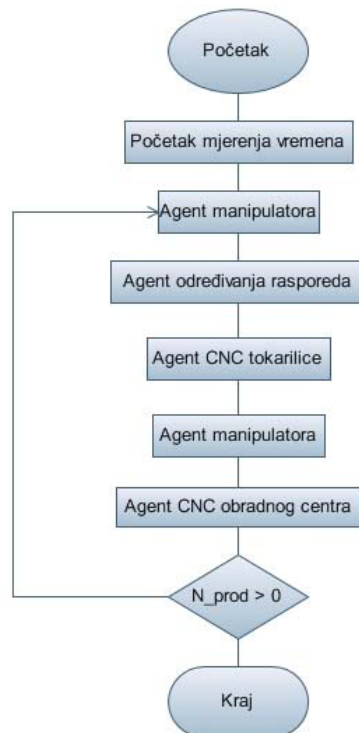 Početak
Početak mjerenja vremena
Agent manipulatora
Agent određivanja rasporeda
Agent CNC tokarilice
Agent manipulatora
Agent CNC obradnog centra
N_prod > 0
Kraj